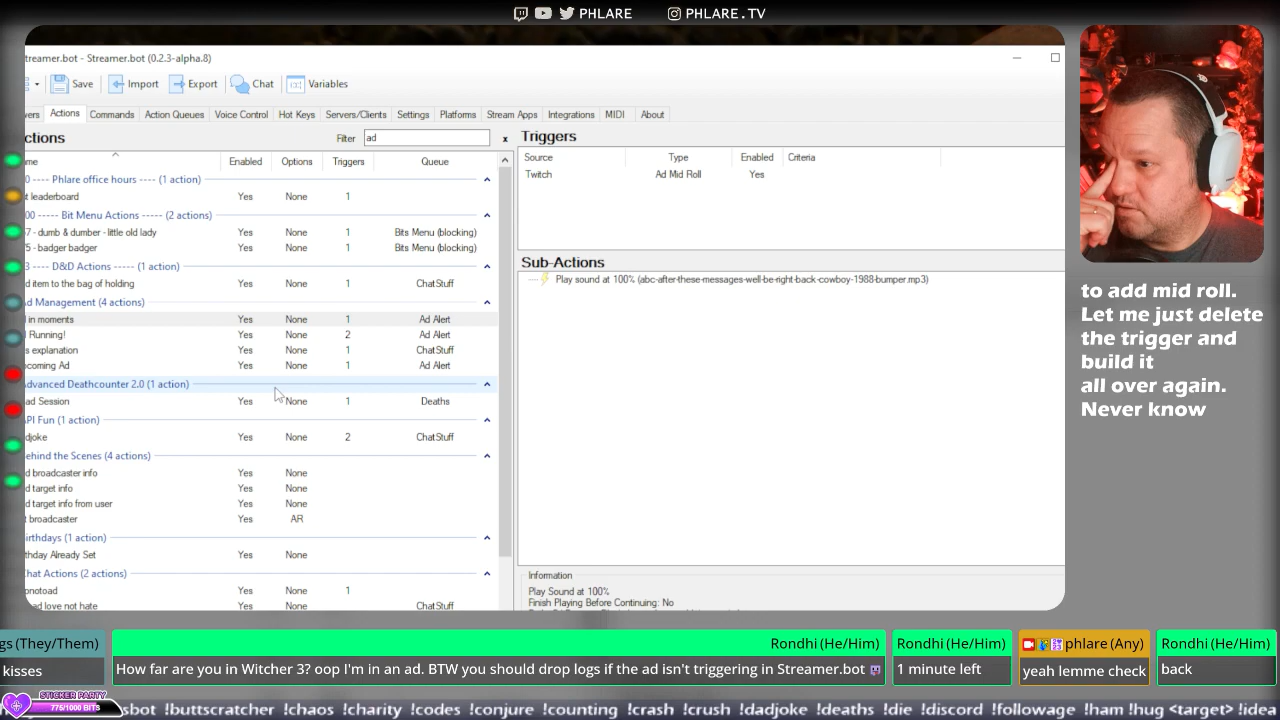 PHLARE PHLARE.TV
treamer.bot - Streamer.bot (0.2.3-alpha.8)
Save Import Export Chat Variables
vers Actions Commands Action Queues Voice Control Hot Keys Servers/Clients Settings Platforms Stream Apps Integrations MIDI About
ctions Filter ad x
me Enabled Options Triggers Queue
0 ---- Phlare office hours ---- (1 action)
t leaderboard Yes None 1
00 ----- Bit Menu Actions ----- (2 actions)
7 - dumb & dumber - little old lady Yes None 1 Bits Menu (blocking)
5 - badger badger Yes None 1 Bits Menu (blocking)
3 ---- D&D Actions ----- (1 action)
d item to the bag of holding Yes None 1 ChatStuff
d Management (4 actions)
in moments Yes None 1 Ad Alert
Running! Yes None 2 Ad Alert
s explanation Yes None 1 ChatStuff
coming Ad Yes None 1 Ad Alert
dvanced Deathcounter 2.0 (1 action)
ad Session Yes None 1 Deaths
PI Fun (1 action)
djoke Yes None 2 ChatStuff
ehind the Scenes (4 actions)
d broadcaster info Yes None
d target info Yes None
d target info from user Yes None
t broadcaster Yes AR
irthdays (1 action)
thday Already Set Yes None
hat Actions (2 actions)
onotoad Yes None 1
ad love not hate Yes None ChatStuff
Triggers
Source Type Enabled Criteria
Twitch Ad Mid Roll Yes
Sub-Actions
Play sound at 100% (abc-after-these-messages-well-be-right-back-cowboy-1988-bumper.mp3)
Information
Play Sound at 100%
Finish Playing Before Continuing: No
to add mid roll.
Let me just delete
the trigger and
build it
all over again.
Never know
gs (They/Them)
kisses
Rondhi (He/Him)
How far are you in Witcher 3? oop I'm in an ad. BTW you should drop logs if the ad isn't triggering in Streamer.bot
Rondhi (He/Him)
1 minute left
phlare (Any)
yeah lemme check
Rondhi (He/Him)
back
STICKER PARTY
775/1000 BITS
sbot !buttscratcher !chaos !charity !codes !conjure !counting !crash !crush !dadjoke !deaths !die !discord !followage !ham !hug <target> !idea